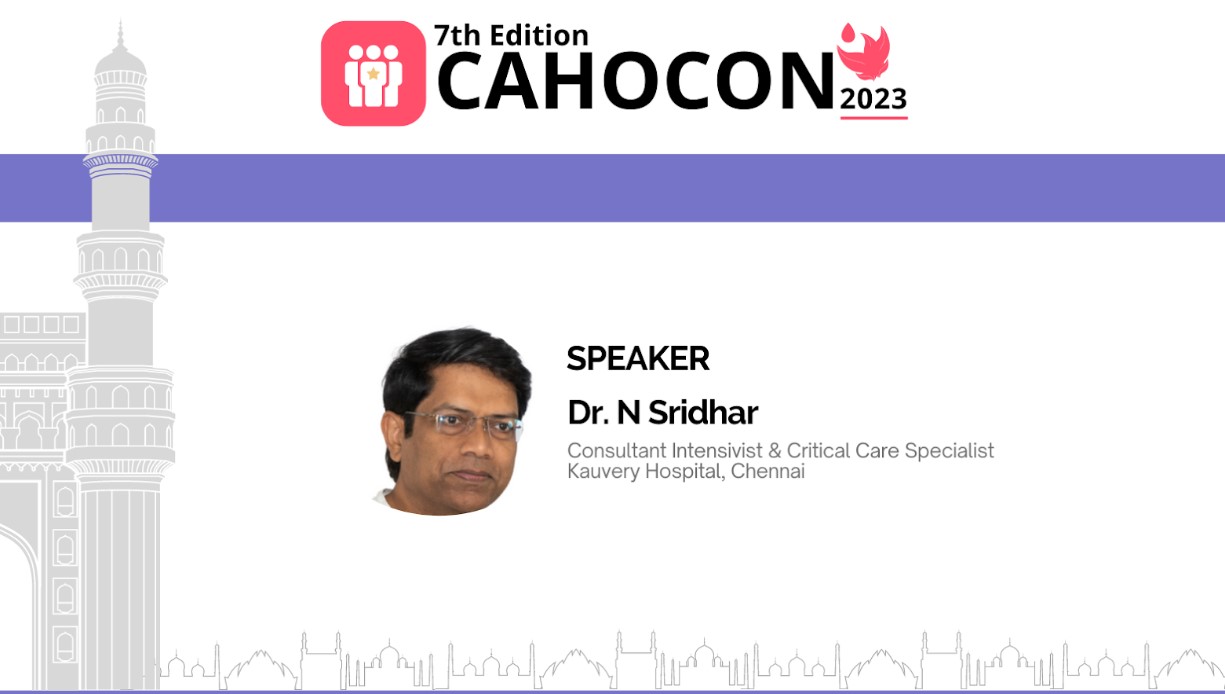 7th Edition
CAHOCON
2023
SPEAKER
Dr. N Sridhar
Consultant Intensivist & Critical Care Specialist
Kauvery Hospital, Chennai